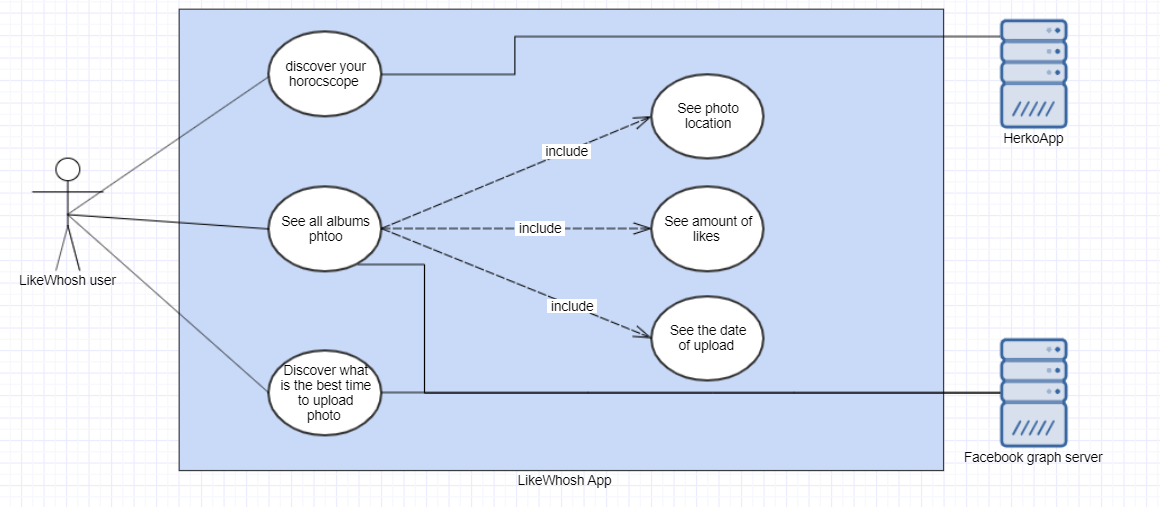 discover your
horocscope
HerkoApp
See photo
location
include
LikeWhosh user
See all albums
phtoo
include
See amount of
likes
include
See the date
of upload
Discover what
is the best time
to upload
photo
Facebook graph server
LikeWhosh App